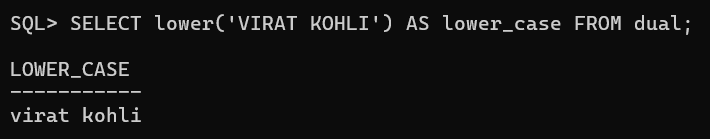 SQL> SELECT lower('VIRAT KOHLI') AS lower_case FROM dual;
LOWER_CASE
-----------
virat kohli